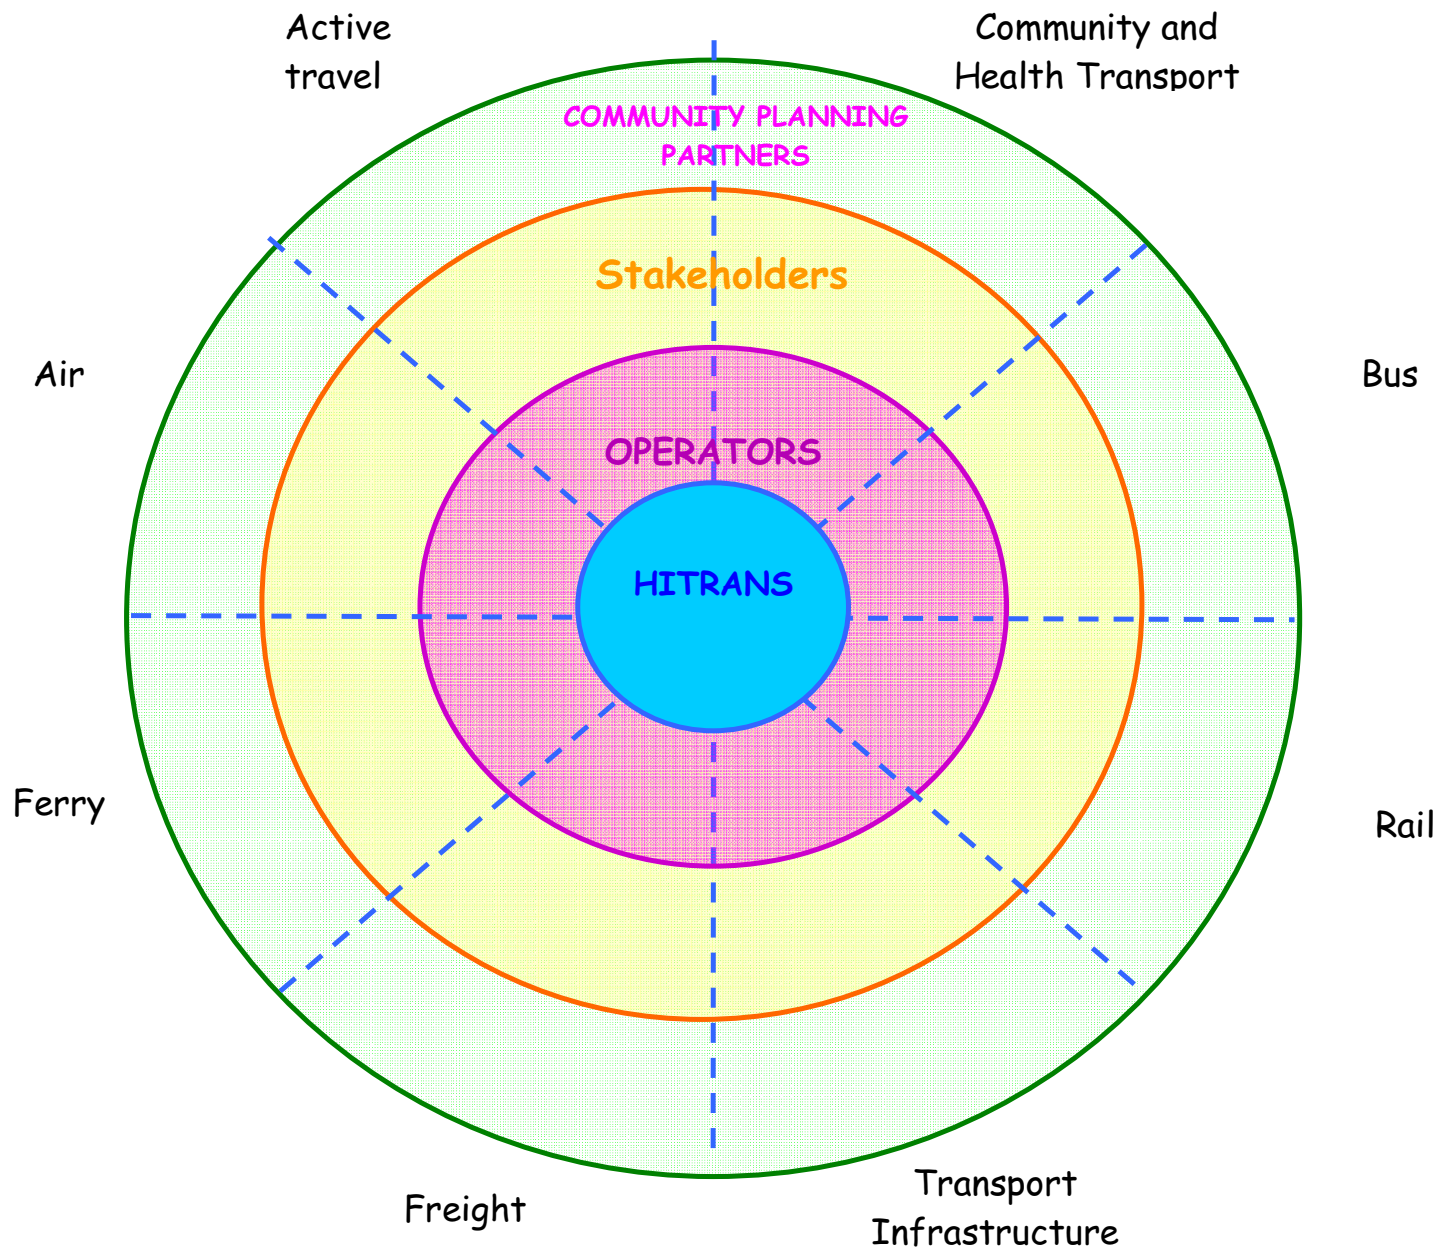 Active
travel
Community and
Health Transport
COMMUNITY PLANNING
PARTNERS
Stakeholders
Air
Bus
OPERATORS
HITRANS
Ferry
Rail
Freight
Transport
Infrastructure